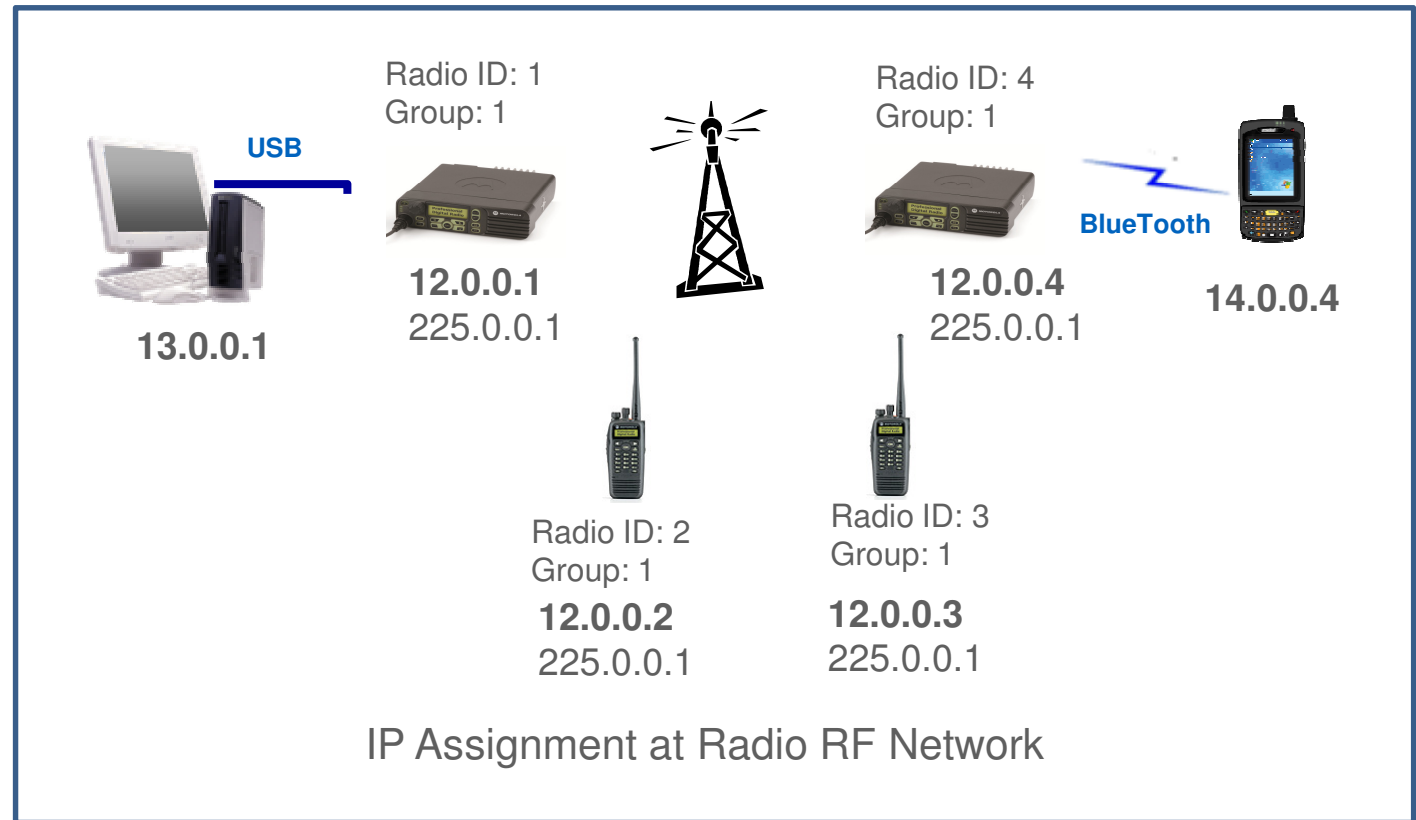 Radio ID: 1
Group: 1
Radio ID: 4
Group: 1
USB
BlueTooth
12.0.0.1
225.0.0.1
12.0.0.4
225.0.0.1
14.0.0.4
13.0.0.1
Radio ID: 2
Group: 1
12.0.0.2
225.0.0.1
Radio ID: 3
Group: 1
12.0.0.3
225.0.0.1
IP Assignment at Radio RF Network